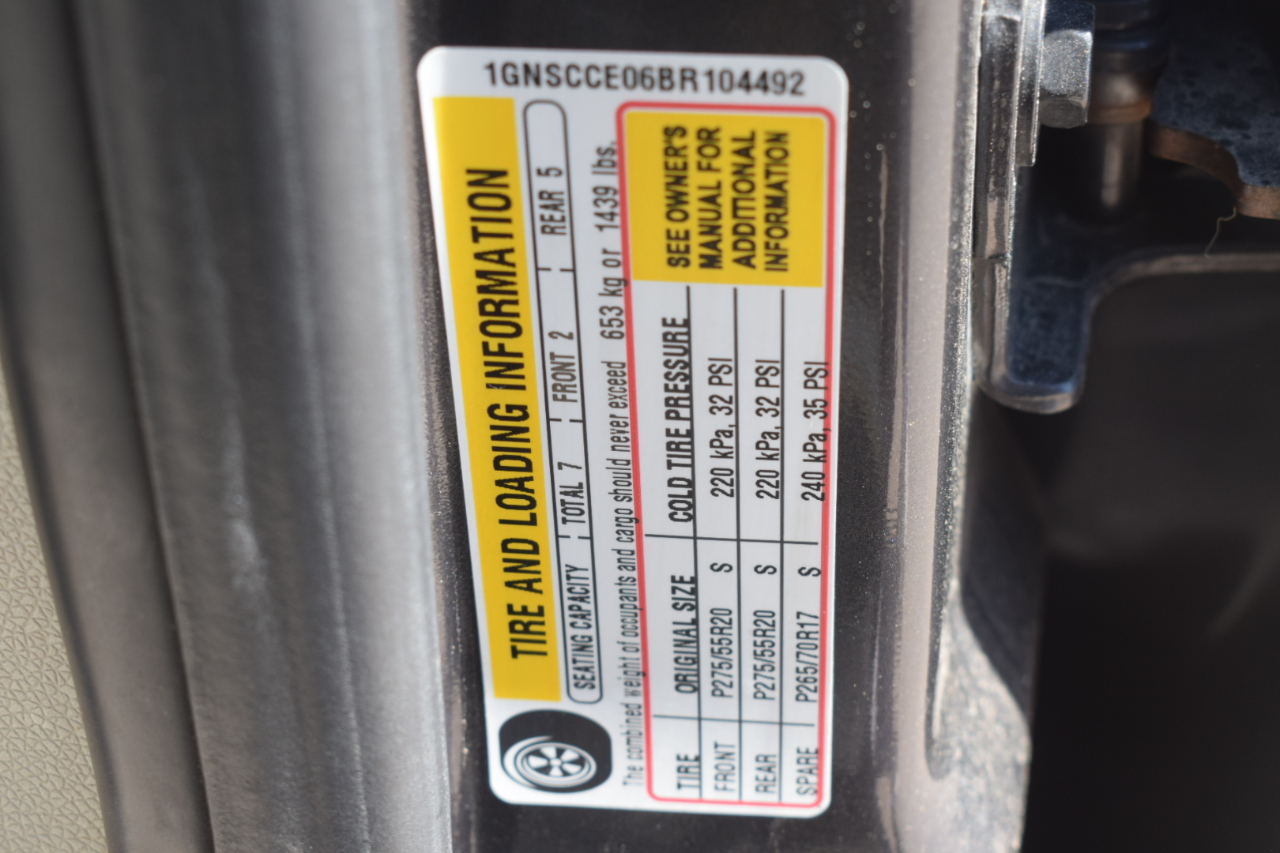 1GNSCCE06BR104492
TIRE AND LOADING INFORMATION
SEATING CAPACITY TOTAL 7 FRONT 2 REAR 5
The combined weight of occupants and cargo should never exceed 653 kg or 1439 lbs.
TIRE ORIGINAL SIZE COLD TIRE PRESSURE
FRONT P275/55R20 S 220 kPa, 32 PSI
REAR P275/55R20 S 220 kPa, 32 PSI
SPARE P265/70R17 S 240 kPa, 35 PSI
SEE OWNER'S
MANUAL FOR
ADDITIONAL
INFORMATION